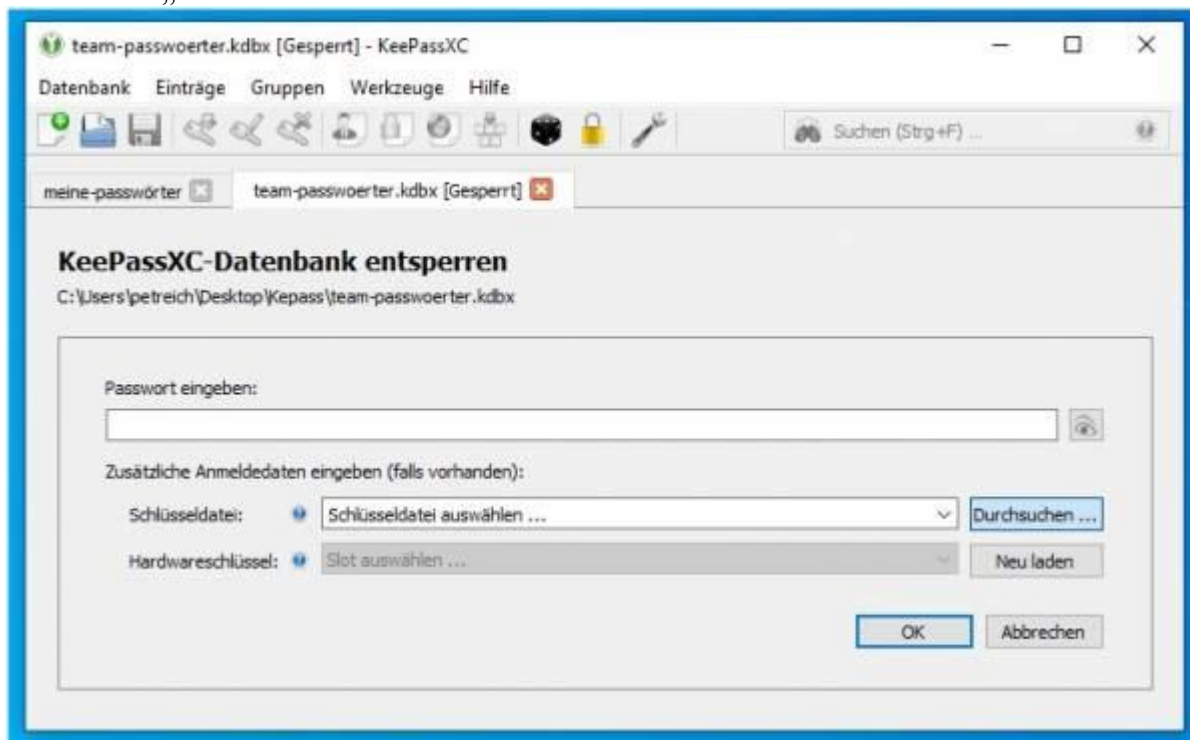 „
team-passwoerter.kdbx [Gesperrt] - KeePassXC
Datenbank Einträge Gruppen Werkzeuge Hilfe
Suchen (Strg+F) ...
meine-passwörter team-passwoerter.kdbx [Gesperrt]
KeePassXC-Datenbank entsperren
C:\Users\petreich\Desktop\Kepass\team-passwoerter.kdbx
Passwort eingeben:
Zusätzliche Anmeldedaten eingeben (falls vorhanden):
Schlüsseldatei: Schlüsseldatei auswählen ... Durchsuchen ...
Hardwareschlüssel: Slot auswählen ... Neu laden
OK Abbrechen